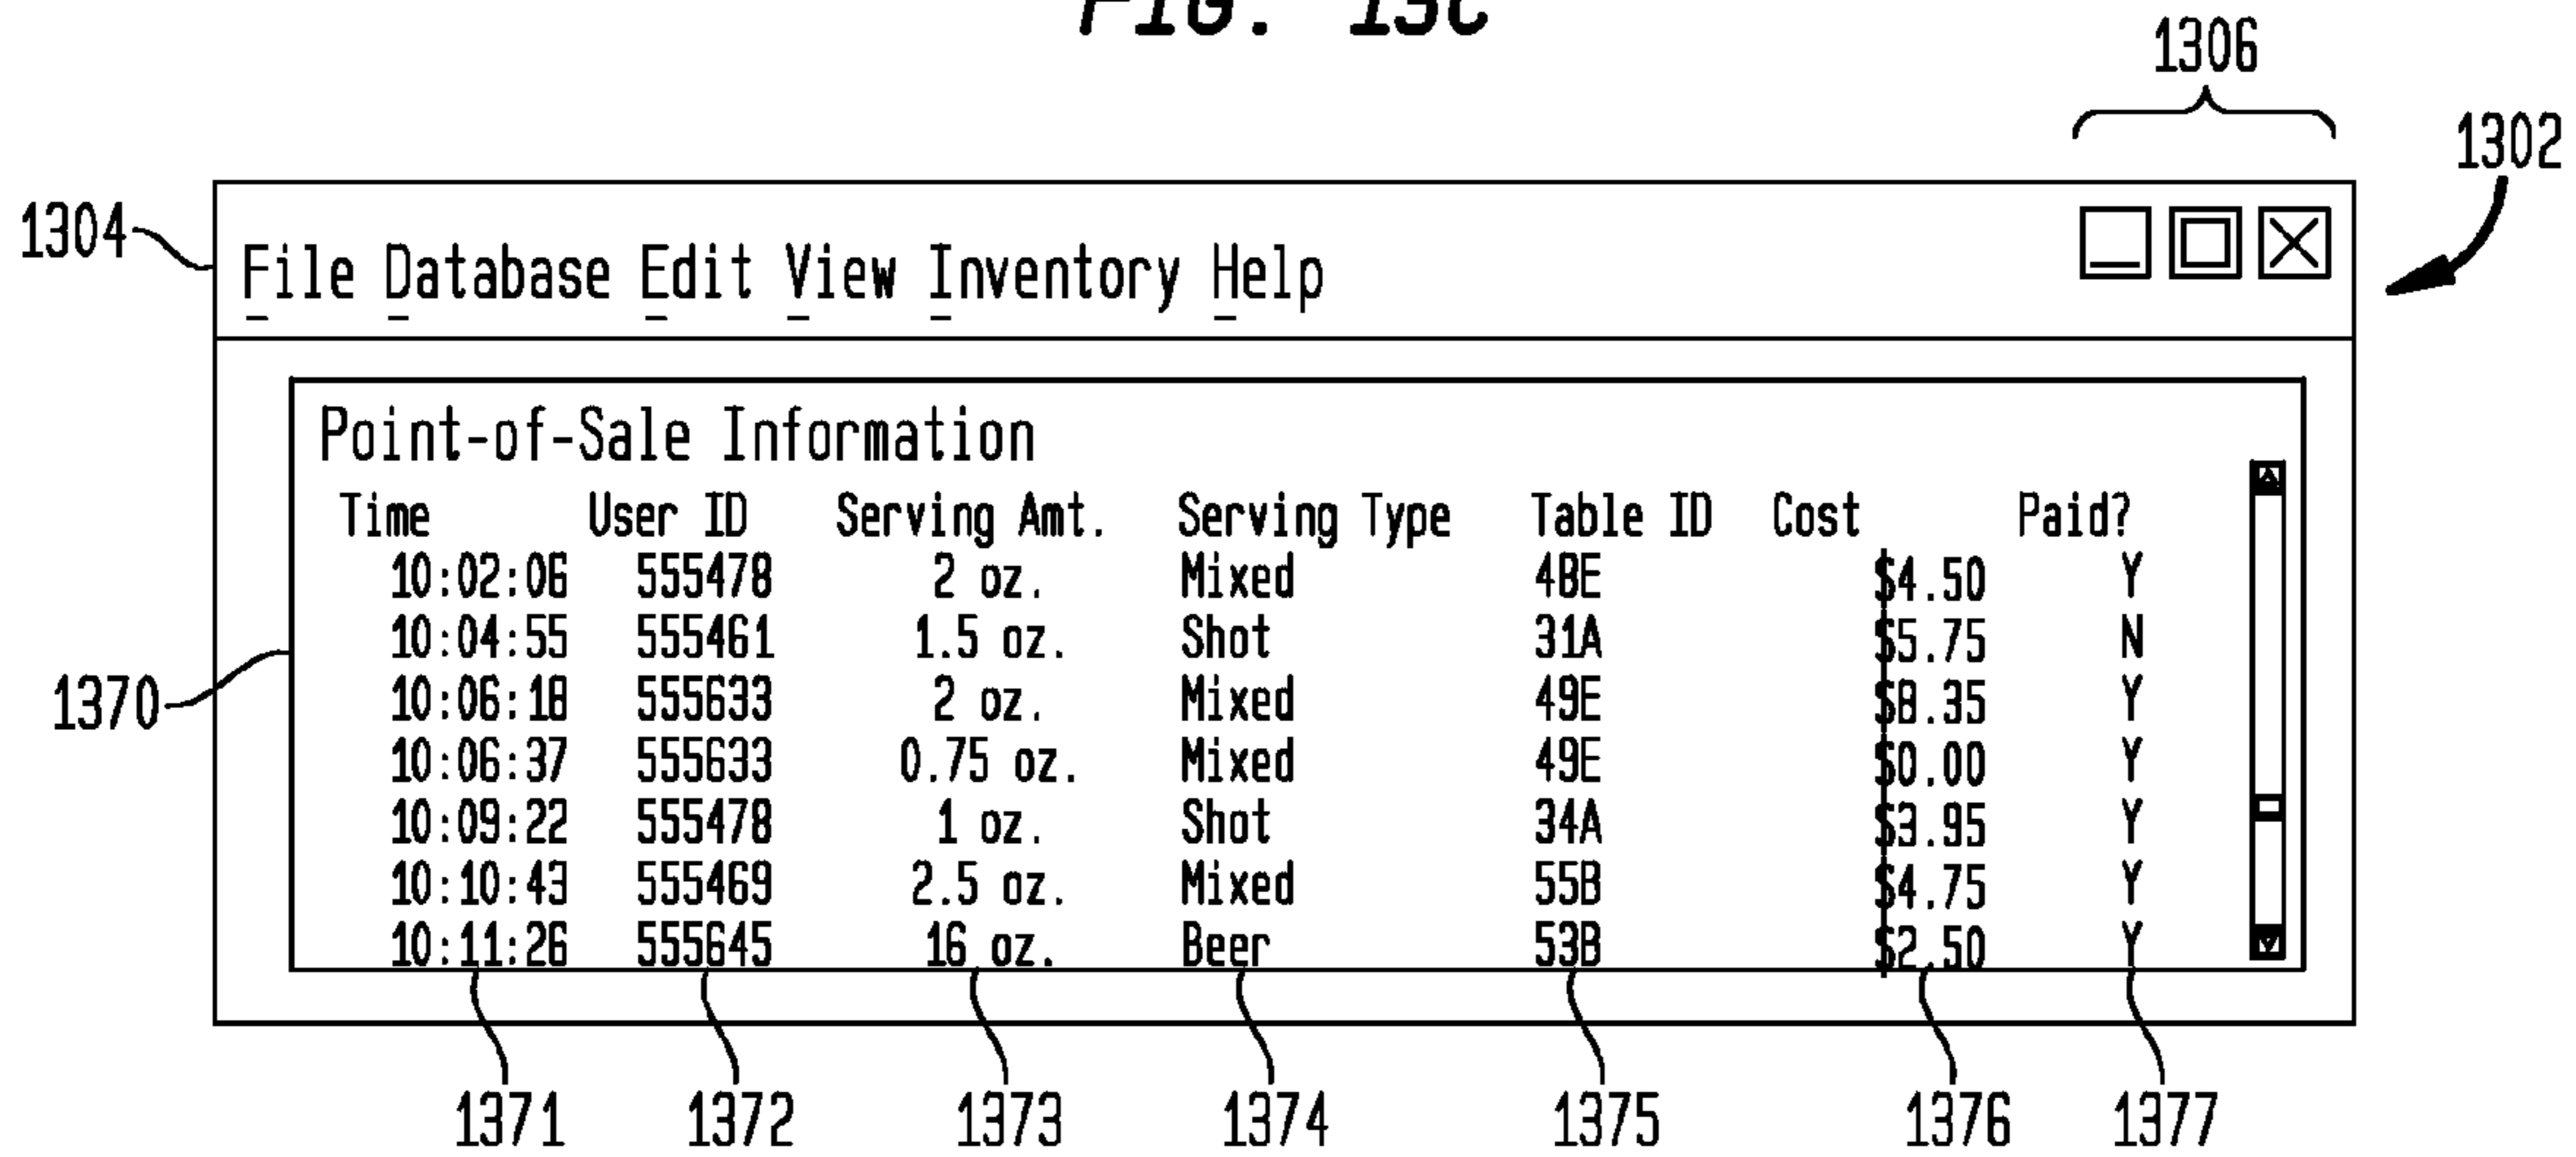 FIG. 13C
1306
1302
1304
File Database Edit View Inventory Help
Point-of-Sale Information
Time User ID Serving Amt. Serving Type Table ID Cost Paid?
10:02:06 555478 2 oz. Mixed 48E $4.50 Y
10:04:55 555461 1.5 oz. Shot 31A $5.75 N
1370
10:06:18 555633 2 oz. Mixed 49E $8.35 Y
10:06:37 555633 0.75 oz. Mixed 49E $0.00 Y
10:09:22 555478 1 oz. Shot 34A $3.95 Y
10:10:43 555469 2.5 oz. Mixed 55B $4.75 Y
10:11:26 555645 16 oz. Beer 53B $2.50 Y
1371 1372 1373 1374 1375 1376 1377